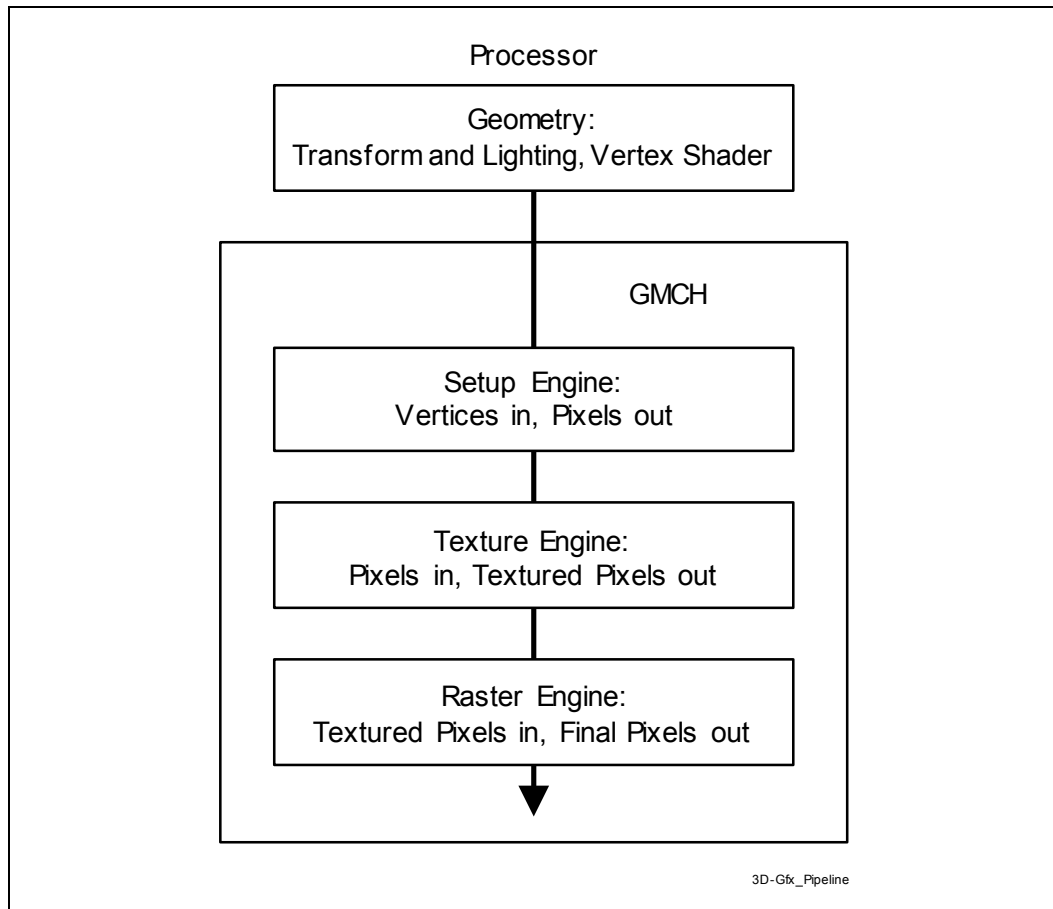 Processor
Geometry:
Transform and Lighting, Vertex Shader
GMCH
Setup Engine:
Vertices in, Pixels out
Texture Engine:
Pixels in, Textured Pixels out
Raster Engine:
Textured Pixels in, Final Pixels out
3D-Gfx_Pipeline